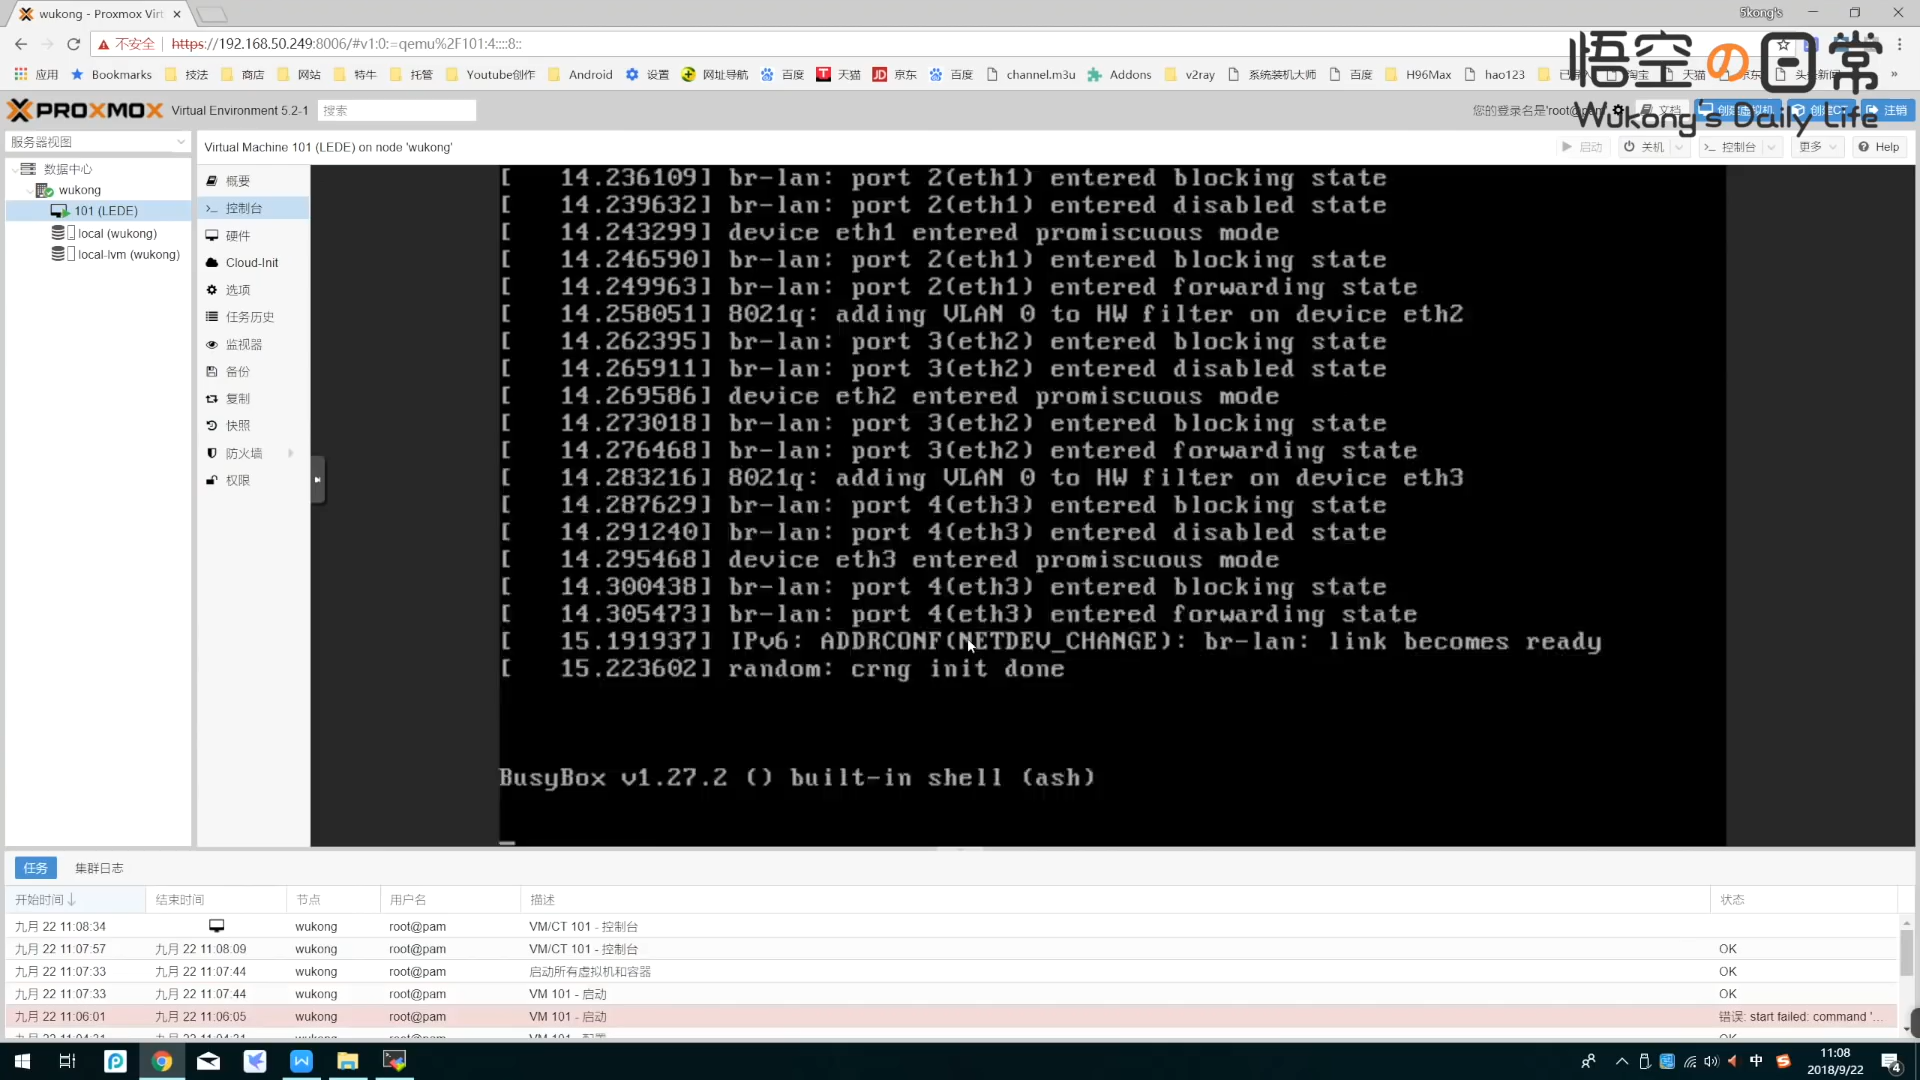 wukong - Proxmox Virt
5kong's
不安全
https://192.168.50.249:8006/#v1:0:=qemu%2F101:4::::8::
应用 Bookmarks 技法 商店 网站 特牛 托管 Youtube创作 Android 设置 网址导航 百度 天猫 京东 百度 channel.m3u Addons v2ray 系统装机大师 百度 H96Max hao123
悟空の日常
Wukong's Daily Life
PROXMOX Virtual Environment 5.2-1 搜索 您的登录名是'root@pam 文档 创建虚拟机 创建CT 注销
服务器视图
Virtual Machine 101 (LEDE) on node 'wukong' 启动 关机 控制台 更多 Help
数据中心
wukong
101 (LEDE)
local (wukong)
local-lvm (wukong)
概要
控制台
硬件
Cloud-Init
选项
任务历史
监视器
备份
复制
快照
防火墙
权限
[   14.236109] br-lan: port 2(eth1) entered blocking state
[   14.239632] br-lan: port 2(eth1) entered disabled state
[   14.243299] device eth1 entered promiscuous mode
[   14.246590] br-lan: port 2(eth1) entered blocking state
[   14.249963] br-lan: port 2(eth1) entered forwarding state
[   14.258051] 8021q: adding VLAN 0 to HW filter on device eth2
[   14.262395] br-lan: port 3(eth2) entered blocking state
[   14.265911] br-lan: port 3(eth2) entered disabled state
[   14.269586] device eth2 entered promiscuous mode
[   14.273018] br-lan: port 3(eth2) entered blocking state
[   14.276468] br-lan: port 3(eth2) entered forwarding state
[   14.283216] 8021q: adding VLAN 0 to HW filter on device eth3
[   14.287629] br-lan: port 4(eth3) entered blocking state
[   14.291240] br-lan: port 4(eth3) entered disabled state
[   14.295468] device eth3 entered promiscuous mode
[   14.300438] br-lan: port 4(eth3) entered blocking state
[   14.305473] br-lan: port 4(eth3) entered forwarding state
[   15.191937] IPv6: ADDRCONF(NETDEV_CHANGE): br-lan: link becomes ready
[   15.223602] random: crng init done
BusyBox v1.27.2 () built-in shell (ash)
任务 集群日志
开始时间 结束时间 节点 用户名 描述 状态
九月 22 11:08:34 wukong root@pam VM/CT 101 - 控制台
九月 22 11:07:57 九月 22 11:08:09 wukong root@pam VM/CT 101 - 控制台 OK
九月 22 11:07:33 九月 22 11:07:44 wukong root@pam 启动所有虚拟机和容器 OK
九月 22 11:07:33 九月 22 11:07:44 wukong root@pam VM 101 - 启动 OK
九月 22 11:06:01 九月 22 11:06:05 wukong root@pam VM 101 - 启动 错误: start failed: command '...
中
11:08
2018/9/22
4